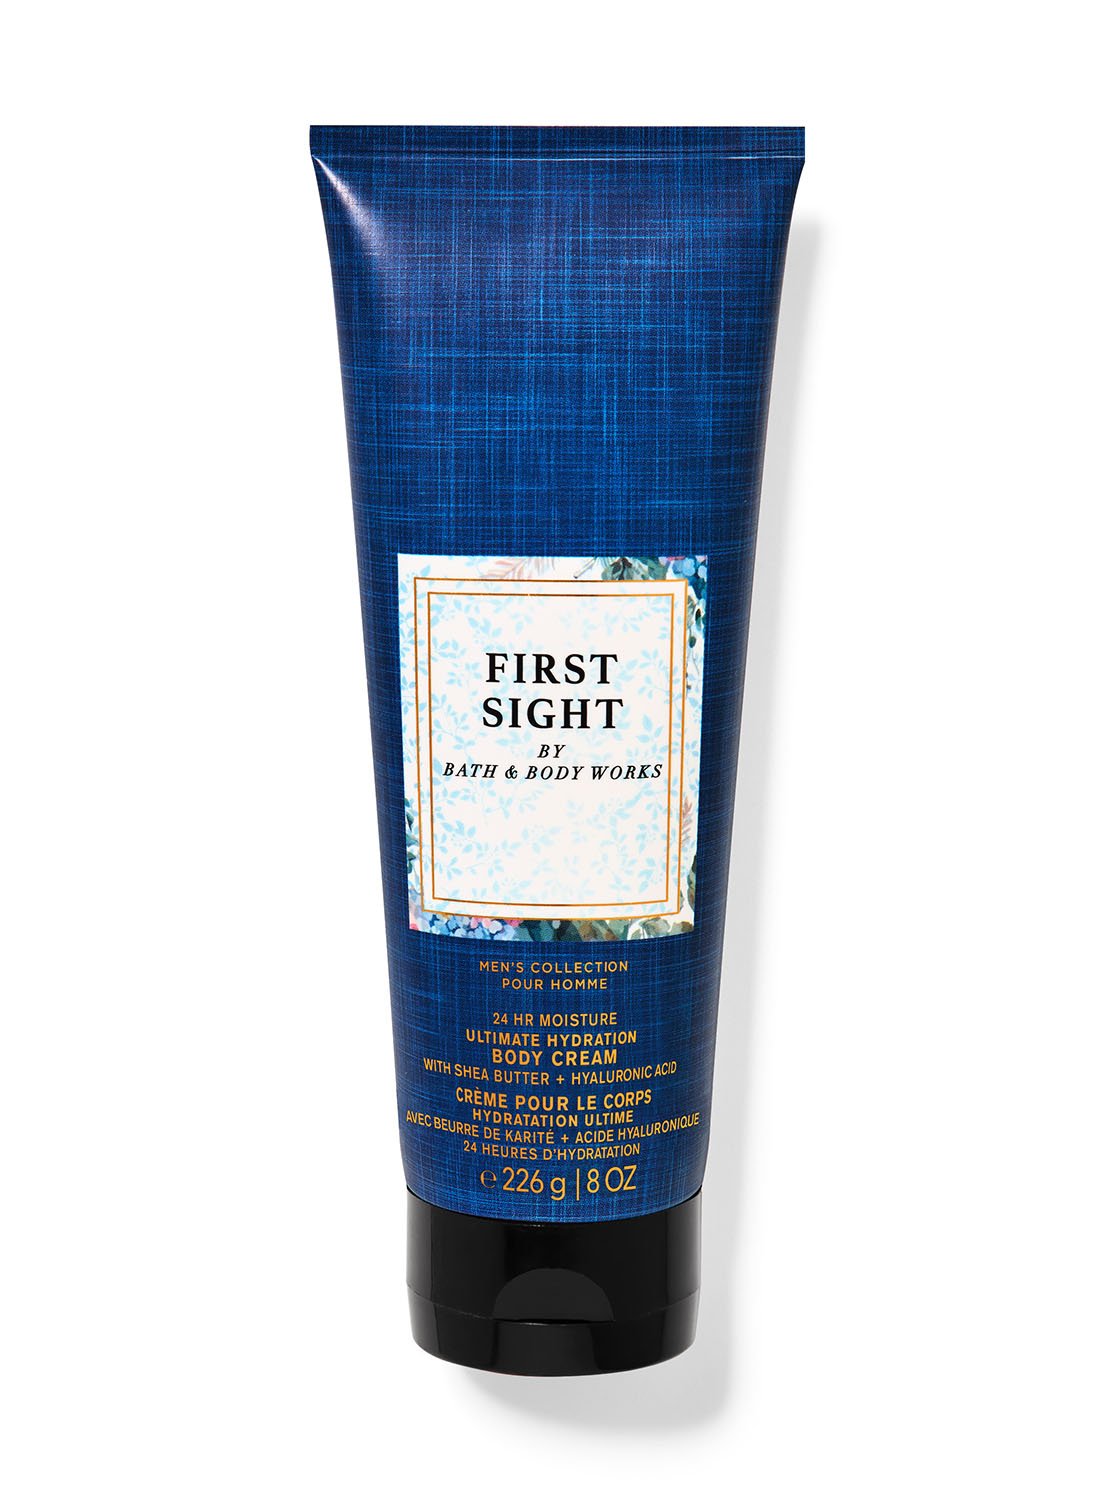 FIRST
SIGHT
BY
BATH & BODY WORKS
MEN'S COLLECTION
POUR HOMME
24 HR MOISTURE
ULTIMATE HYDRATION
BODY CREAM
WITH SHEA BUTTER + HYALURONIC ACID
CRÈME POUR LE CORPS
HYDRATATION ULTIME
AVEC BEURRE DE KARITÉ + ACIDE HYALURONIQUE
24 HEURES D'HYDRATATION
℮ 226 g | 8 OZ